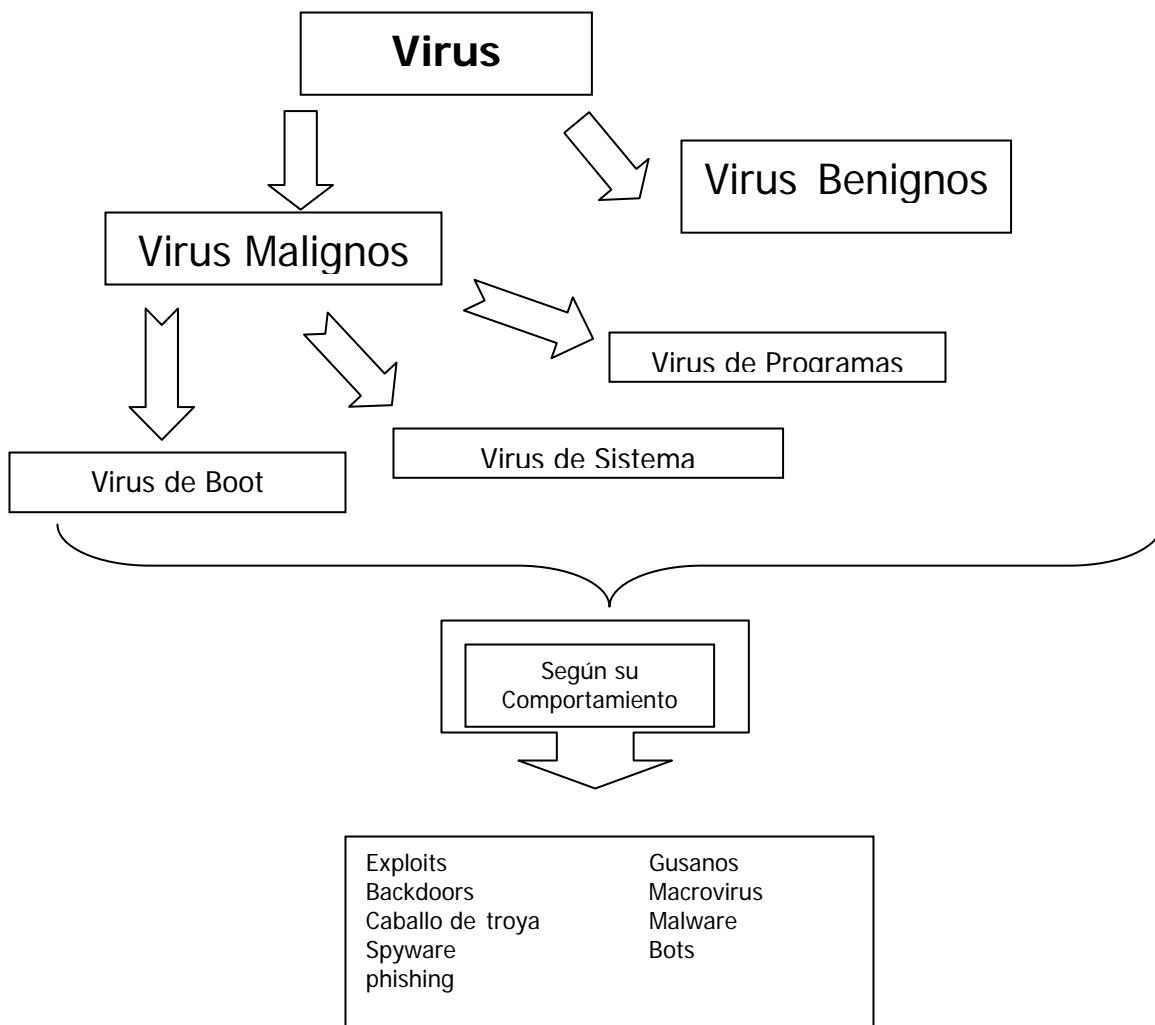 Virus
Virus Benignos
Virus Malignos
Virus de Programas
Virus de Sistema
Virus de Boot
Según su
Comportamiento
Exploits
Backdoors
Caballo de troya
Spyware
phishing
Gusanos
Macrovirus
Malware
Bots